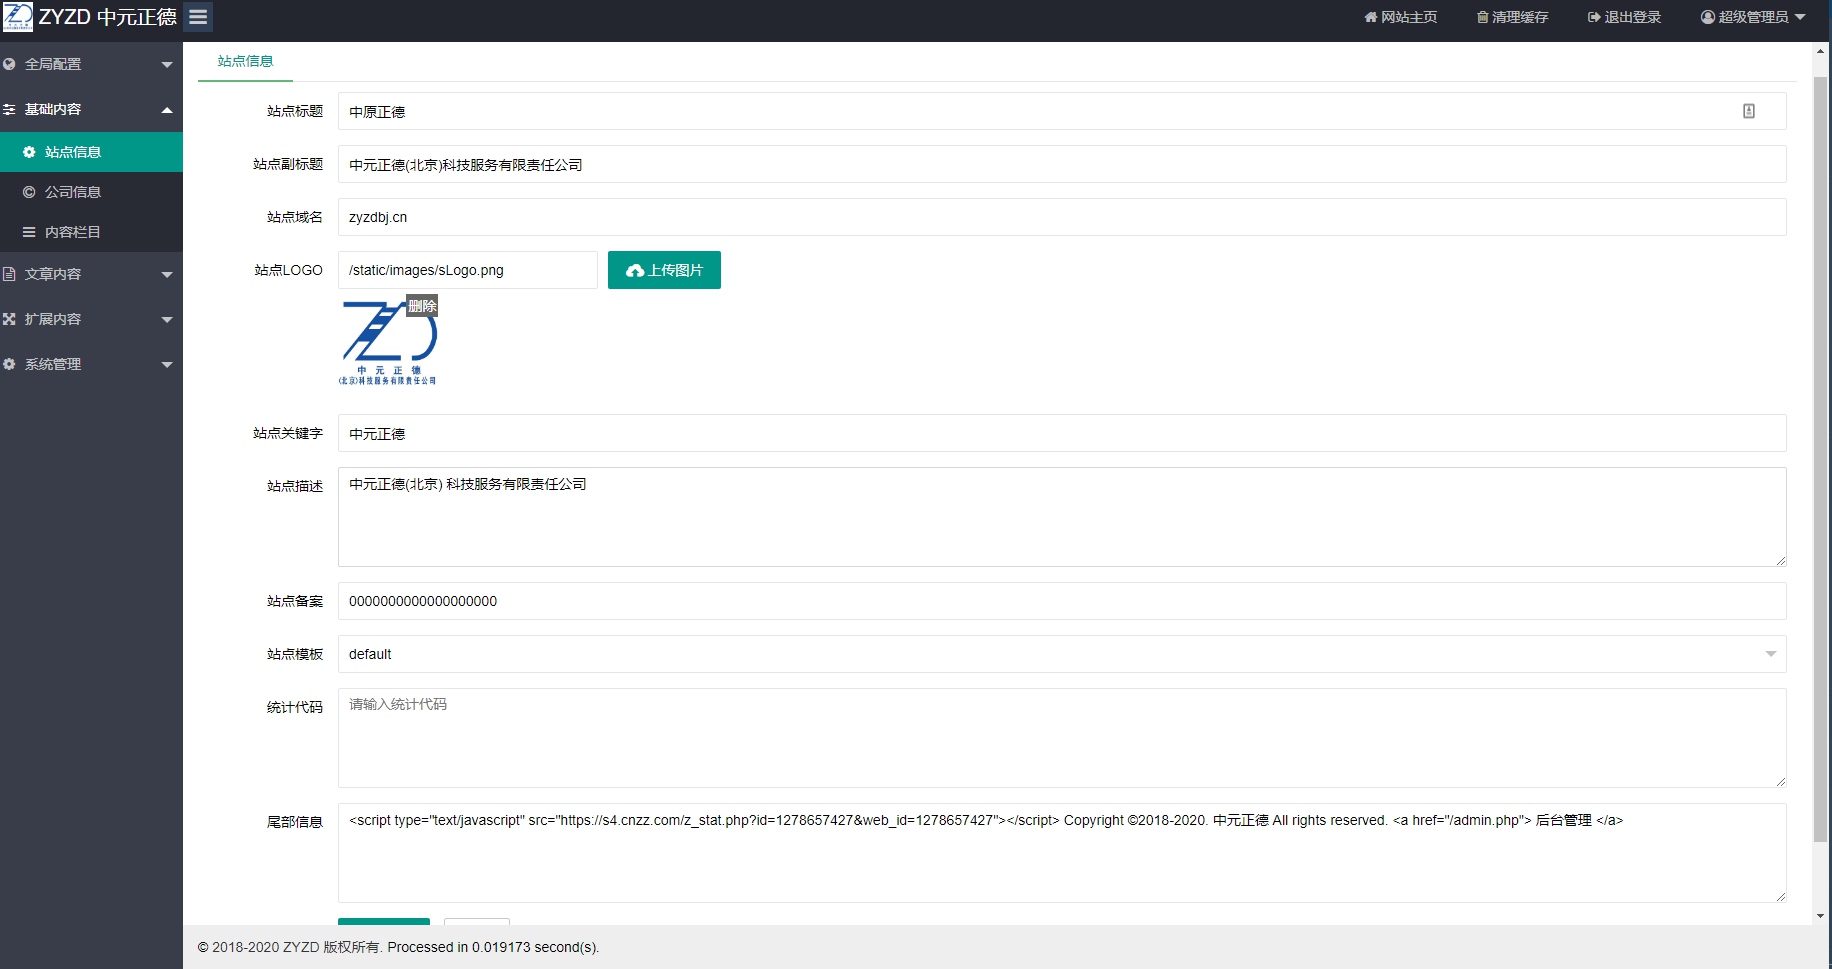 ZYZD 中元正德
网站主页
清理缓存
退出登录
超级管理员
全局配置
基础内容
站点信息
公司信息
内容栏目
文章内容
扩展内容
系统管理
站点信息
站点标题 中原正德
站点副标题 中元正德(北京)科技服务有限责任公司
站点域名 zyzdbj.cn
站点LOGO /static/images/sLogo.png 上传图片
删除
中元正德
(北京)科技服务有限责任公司
站点关键字 中元正德
站点描述 中元正德(北京) 科技服务有限责任公司
站点备案 0000000000000000000
站点模板 default
统计代码 请输入统计代码
尾部信息 <script type="text/javascript" src="https://s4.cnzz.com/z_stat.php?id=1278657427&web_id=1278657427"></script> Copyright ©2018-2020. 中元正德 All rights reserved. <a href="/admin.php"> 后台管理 </a>
© 2018-2020 ZYZD 版权所有. Processed in 0.019173 second(s).